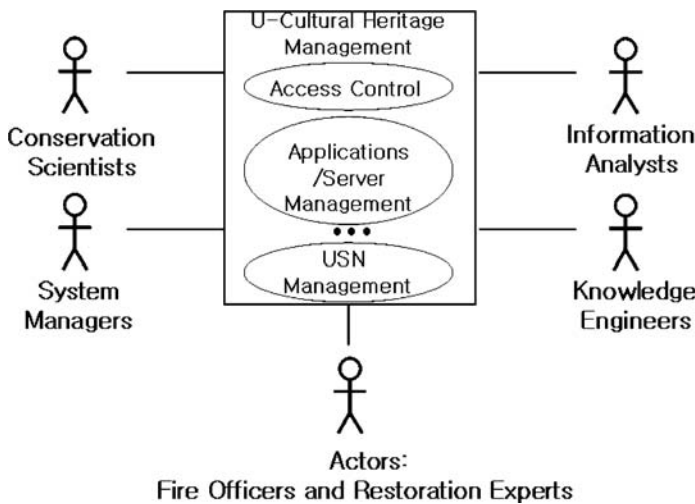 U-Cultural Heritage
Management
Access Control
Conservation
Scientists
Information
Analysts
Applications
/Server
Management
•••
USN
Management
System
Managers
Knowledge
Engineers
Actors:
Fire Officers and Restoration Experts